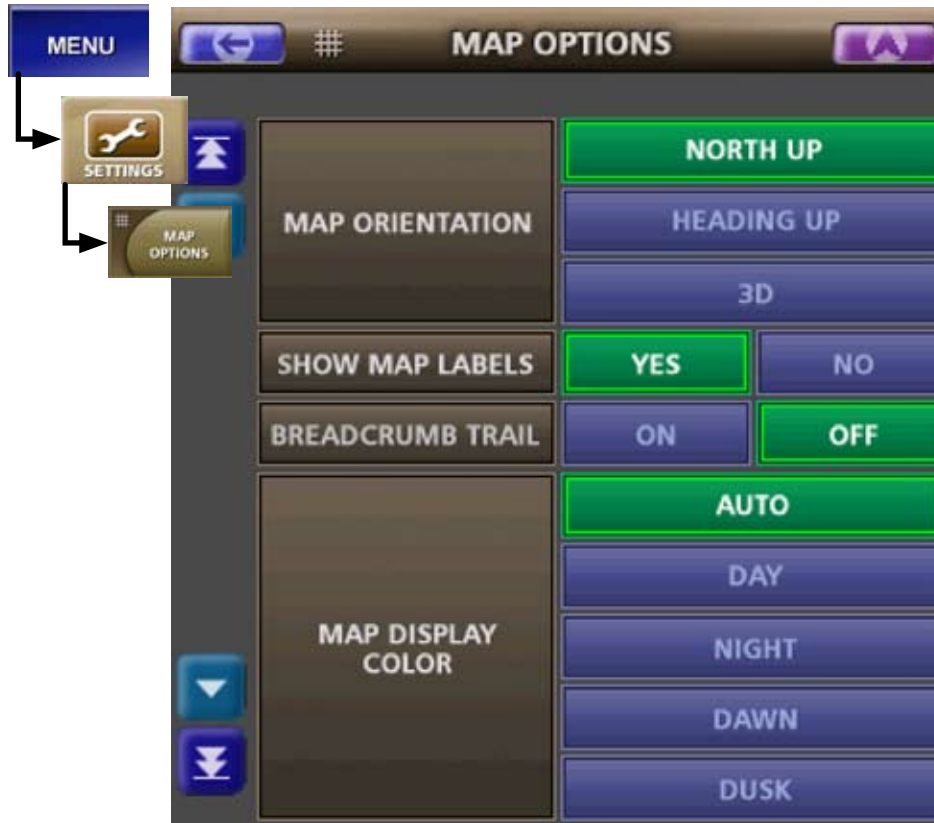 MENU
SETTINGS
MAP
OPTIONS
MAP OPTIONS
MAP ORIENTATION
NORTH UP
HEADING UP
3D
SHOW MAP LABELS
YES
NO
BREADCRUMB TRAIL
ON
OFF
MAP DISPLAY
COLOR
AUTO
DAY
NIGHT
DAWN
DUSK